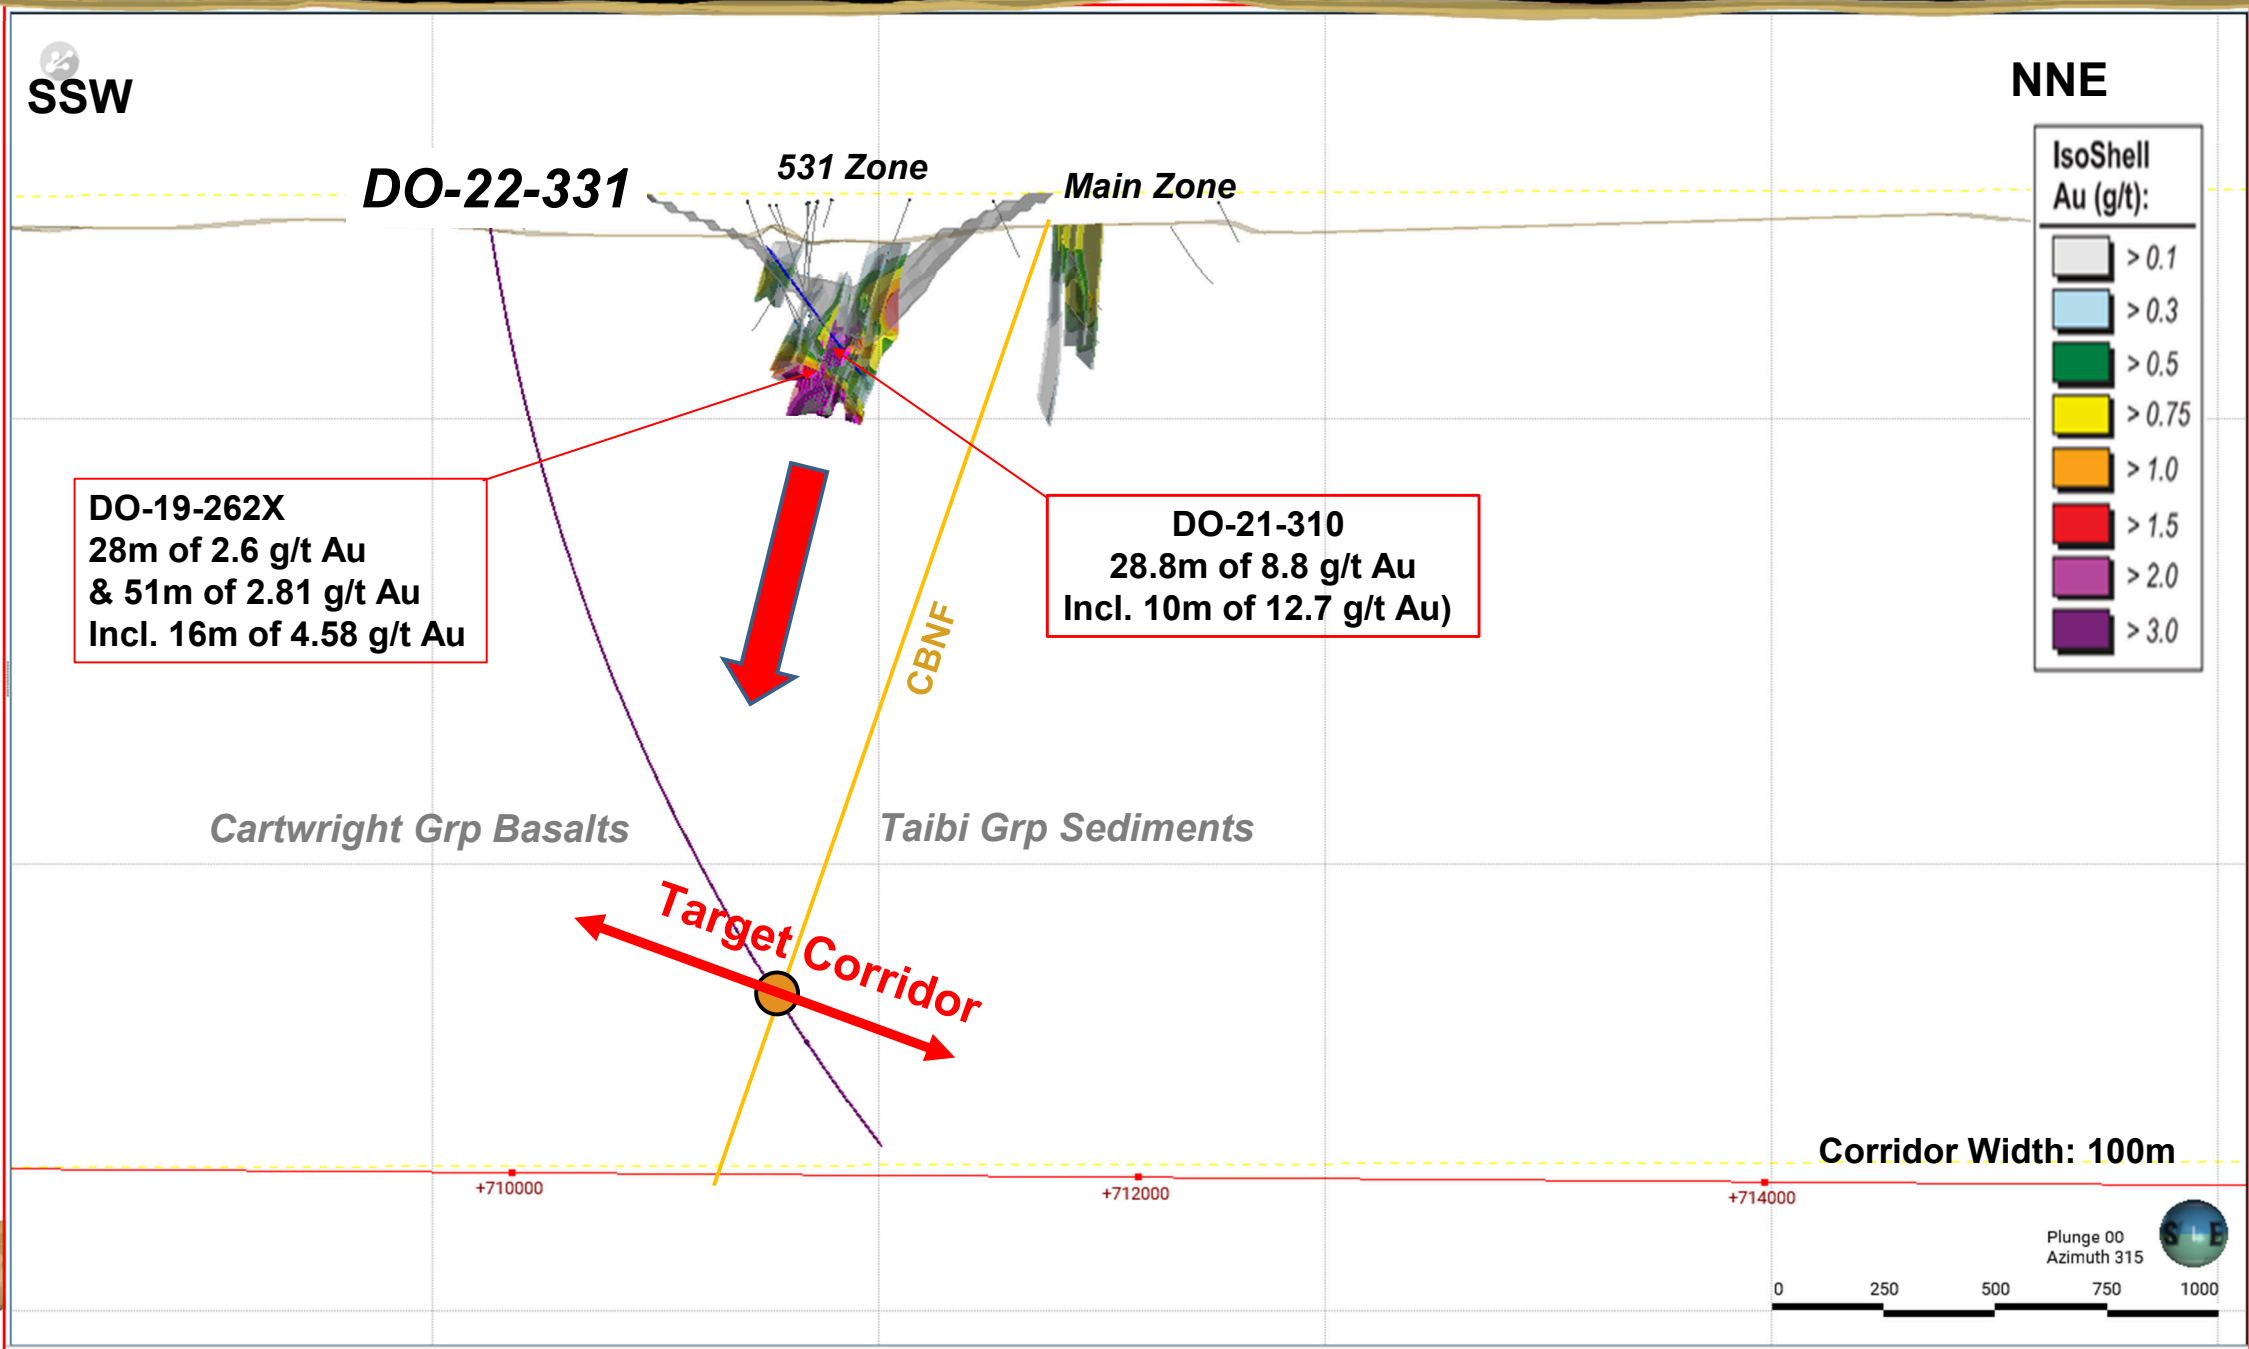 SSW
NNE
DO-22-331
531 Zone
Main Zone
IsoShell
Au (g/t):
> 0.1
> 0.3
> 0.5
> 0.75
> 1.0
> 1.5
> 2.0
> 3.0
DO-19-262X
28m of 2.6 g/t Au
& 51m of 2.81 g/t Au
Incl. 16m of 4.58 g/t Au
DO-21-310
28.8m of 8.8 g/t Au
Incl. 10m of 12.7 g/t Au)
CBNF
Cartwright Grp Basalts
Taibi Grp Sediments
Target Corridor
Corridor Width: 100m
+710000
+712000
+714000
Plunge 00
Azimuth 315
S E
0 250 500 750 1000